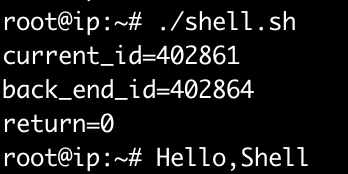 root@ip:~# ./shell.sh
current_id=402861
back_end_id=402864
return=0
root@ip:~# Hello,Shell